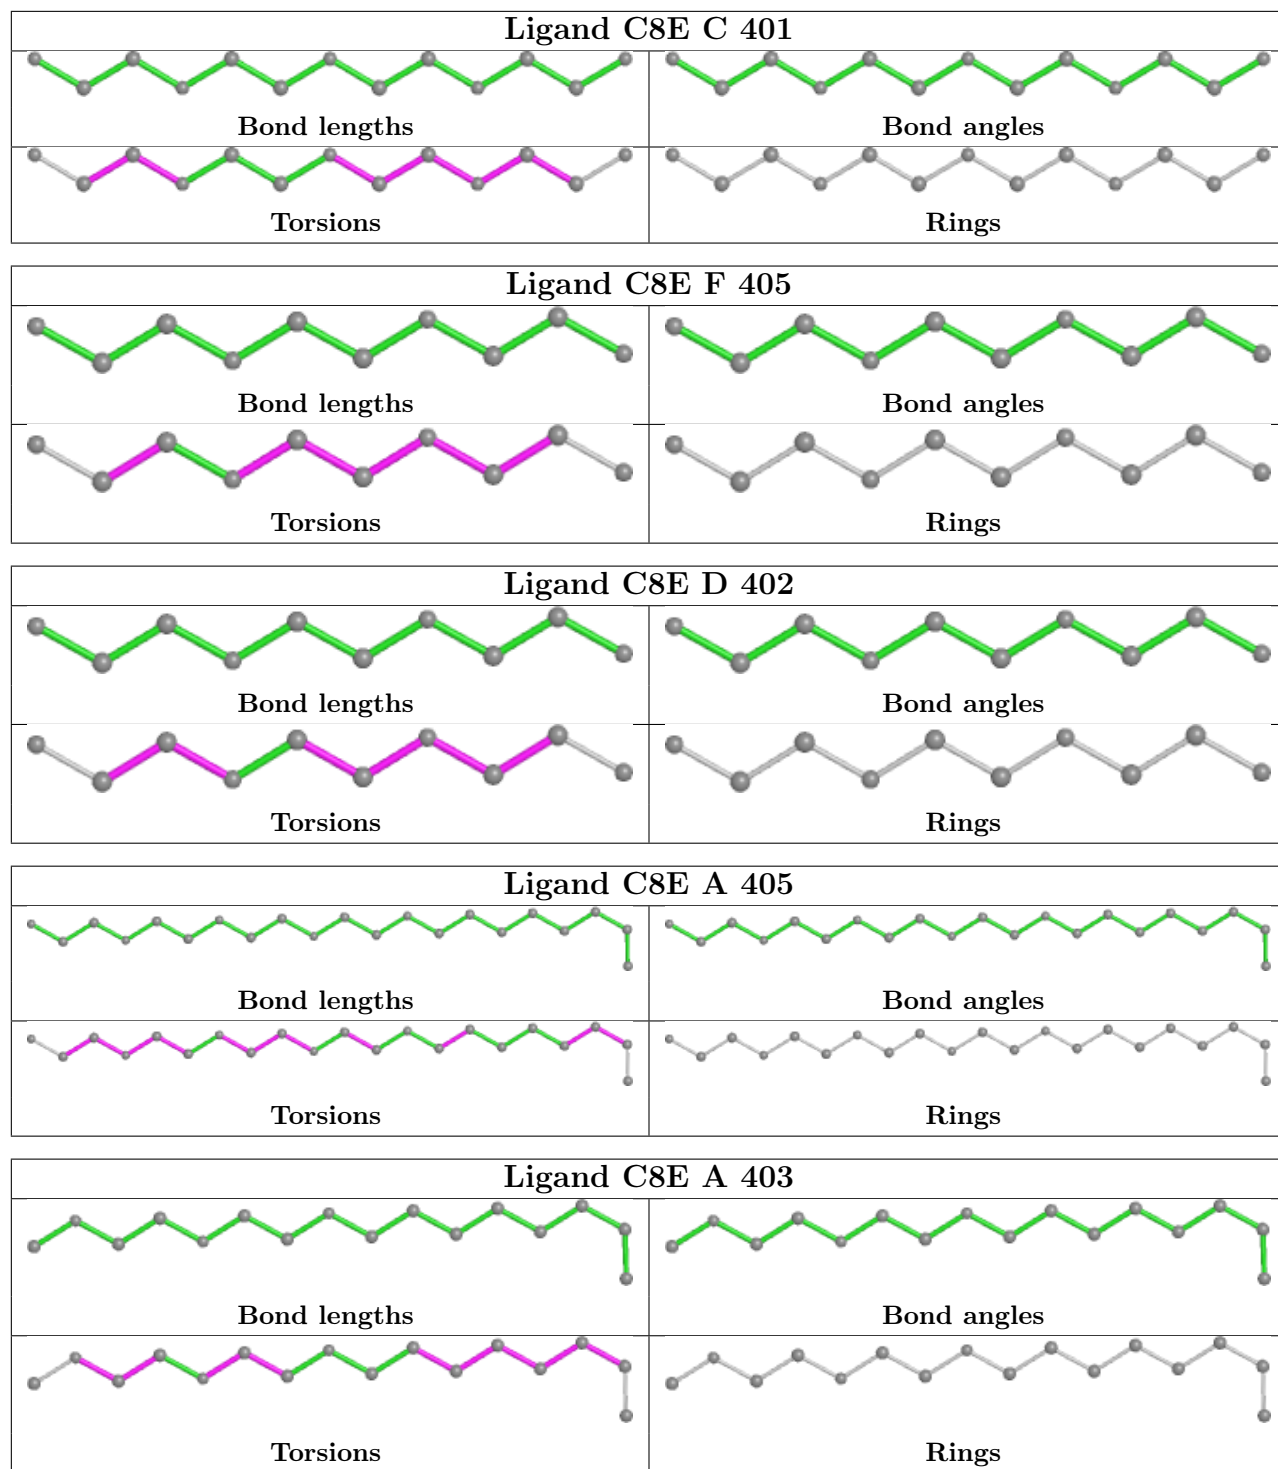 Ligand C8E C 401
Bond lengths
Bond angles
Torsions
Rings
Ligand C8E F 405
Bond lengths
Bond angles
Torsions
Rings
Ligand C8E D 402
Bond lengths
Bond angles
Torsions
Rings
Ligand C8E A 405
Bond lengths
Bond angles
Torsions
Rings
Ligand C8E A 403
Bond lengths
Bond angles
Torsions
Rings